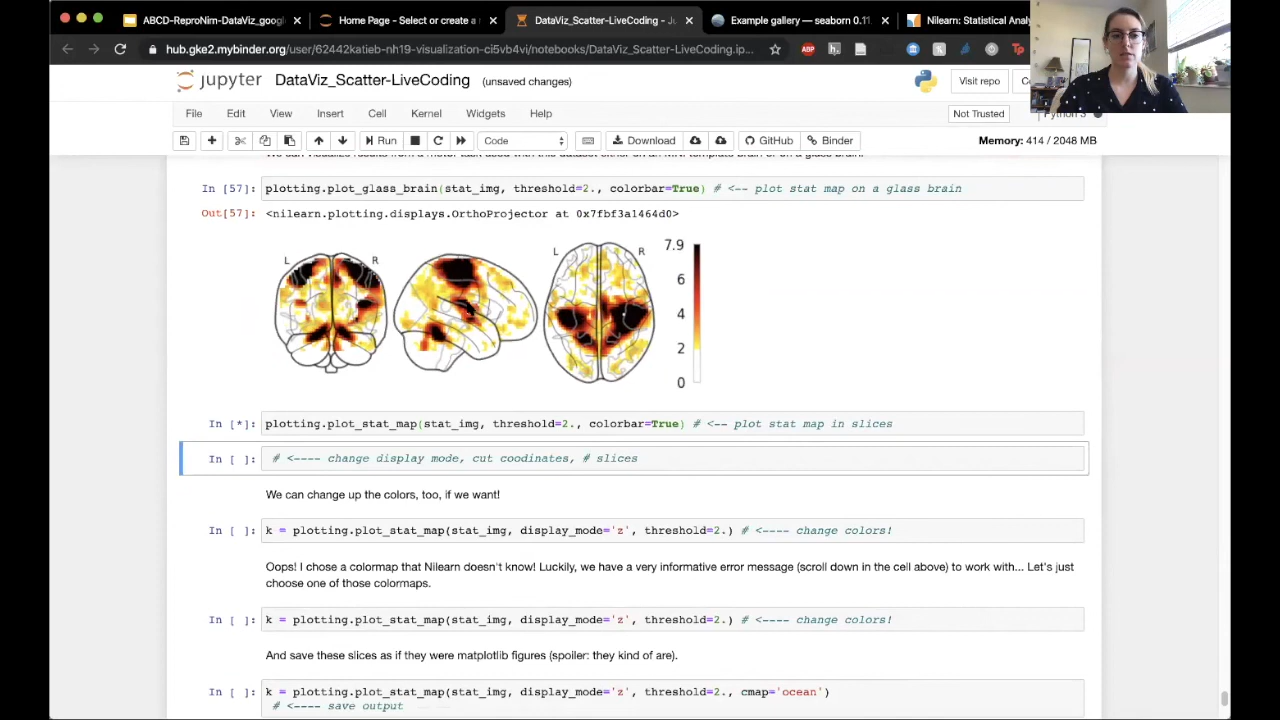 ABCD-ReproNim-DataViz_googl
Home Page - Select or create a
DataViz_Scatter-LiveCoding - Ju
Example gallery — seaborn 0.11.
Nilearn: Statistical Analy
hub.gke2.mybinder.org/user/62442katieb-nh19-visualization-ci5vb4vi/notebooks/DataViz_Scatter-LiveCoding.ip...
ABP
jupyter DataViz_Scatter-LiveCoding (unsaved changes)
Visit repo
File Edit View Insert Cell Kernel Widgets Help
Not Trusted
Python 3
Run Code Download GitHub Binder Memory: 414 / 2048 MB
In [57]: plotting.plot_glass_brain(stat_img, threshold=2., colorbar=True) # <-- plot stat map on a glass brain
Out[57]: <nilearn.plotting.displays.OrthoProjector at 0x7fbf3a1464d0>
L R L R 7.9
6
4
2
0
In [*]: plotting.plot_stat_map(stat_img, threshold=2., colorbar=True) # <-- plot stat map in slices
In [ ]: # <---- change display mode, cut coodinates, # slices
We can change up the colors, too, if we want!
In [ ]: k = plotting.plot_stat_map(stat_img, display_mode='z', threshold=2.) # <---- change colors!
Oops! I chose a colormap that Nilearn doesn't know! Luckily, we have a very informative error message (scroll down in the cell above) to work with... Let's just
choose one of those colormaps.
In [ ]: k = plotting.plot_stat_map(stat_img, display_mode='z', threshold=2.) # <---- change colors!
And save these slices as if they were matplotlib figures (spoiler: they kind of are).
In [ ]: k = plotting.plot_stat_map(stat_img, display_mode='z', threshold=2., cmap='ocean')
# <---- save output